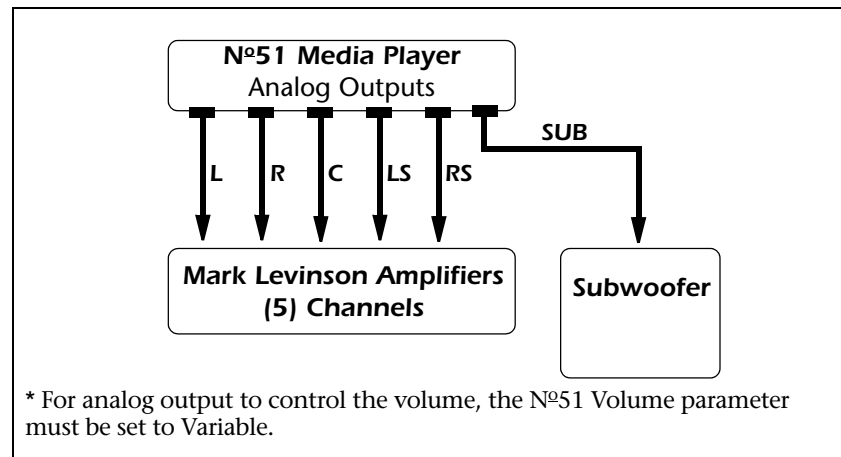 Nº51 Media Player
Analog Outputs
SUB
L R C LS RS
Mark Levinson Amplifiers
(5) Channels
Subwoofer
* For analog output to control the volume, the Nº51 Volume parameter
must be set to Variable.